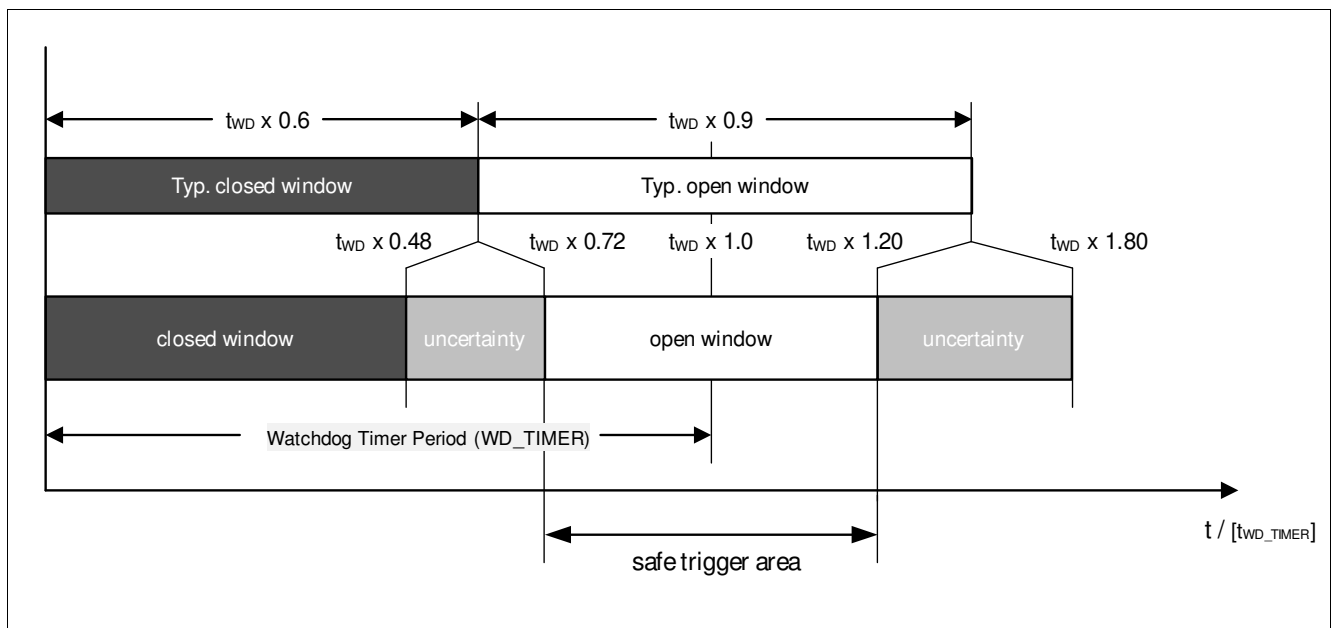 tWD x 0.6
tWD x 0.9
Typ. closed window
Typ. open window
tWD x 0.48
tWD x 0.72
tWD x 1.0
tWD x 1.20
tWD x 1.80
closed window
uncertainty
open window
uncertainty
Watchdog Timer Period (WD_TIMER)
t / [tWD_TIMER]
safe trigger area